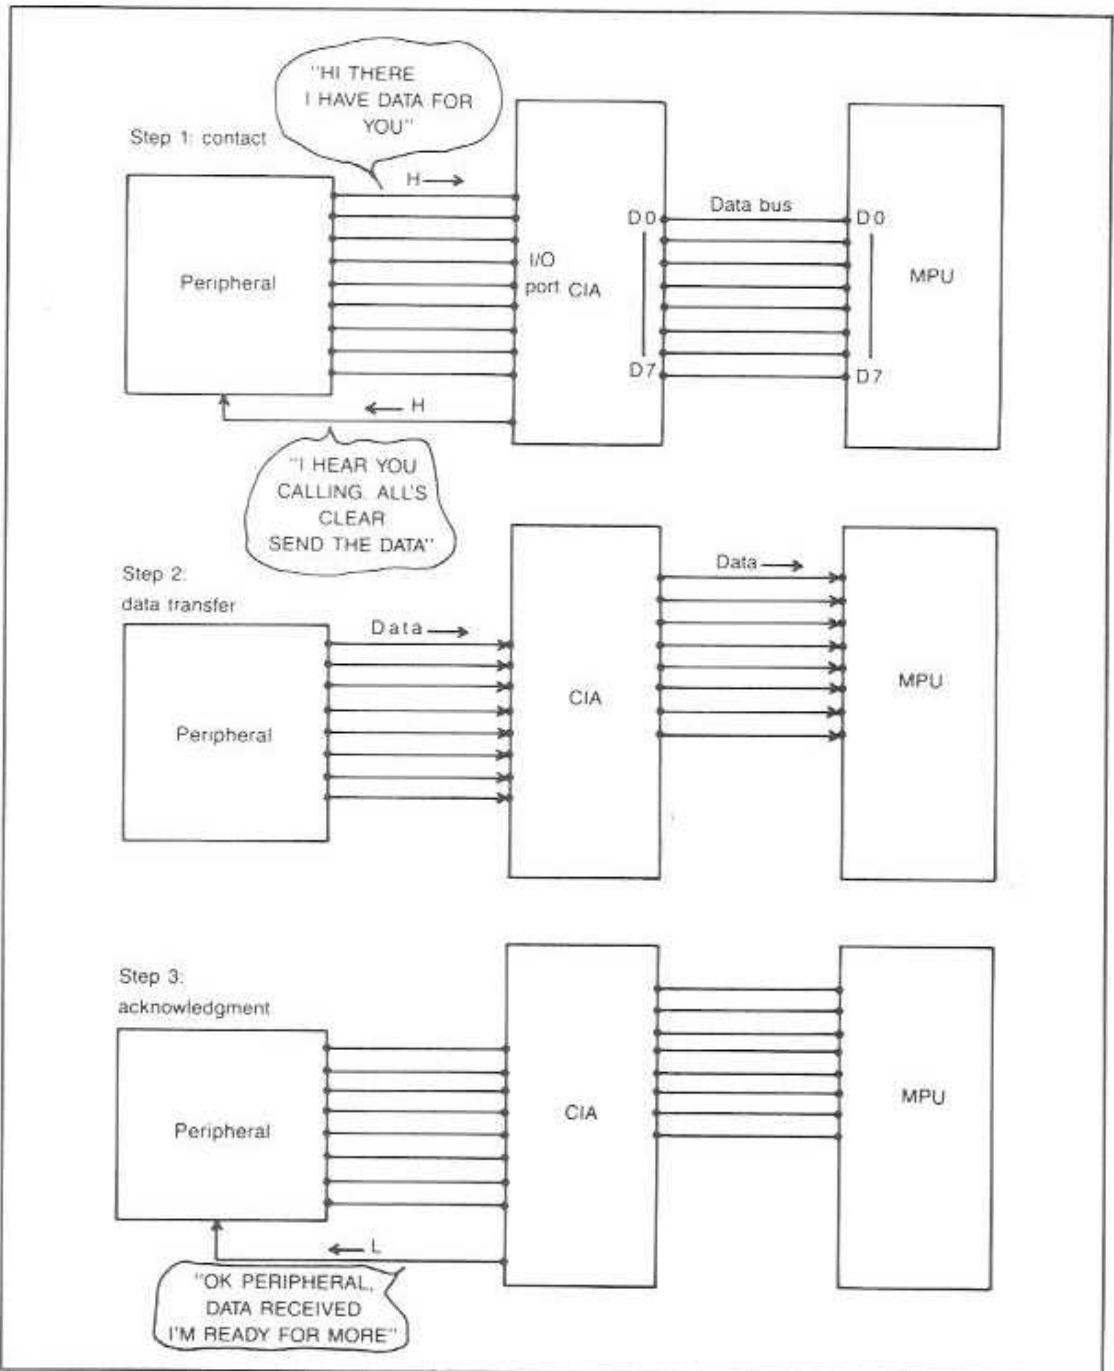 "HI THERE
I HAVE DATA FOR
YOU"
Step 1: contact
H
Peripheral
I/O
port
CIA
D0
D7
Data bus
D0
D7
MPU
H
"I HEAR YOU
CALLING. ALL'S
CLEAR
SEND THE DATA"
Step 2:
data transfer
Data
Peripheral
CIA
Data
MPU
Step 3:
acknowledgment
Peripheral
CIA
MPU
L
"OK PERIPHERAL,
DATA RECEIVED
I'M READY FOR MORE"